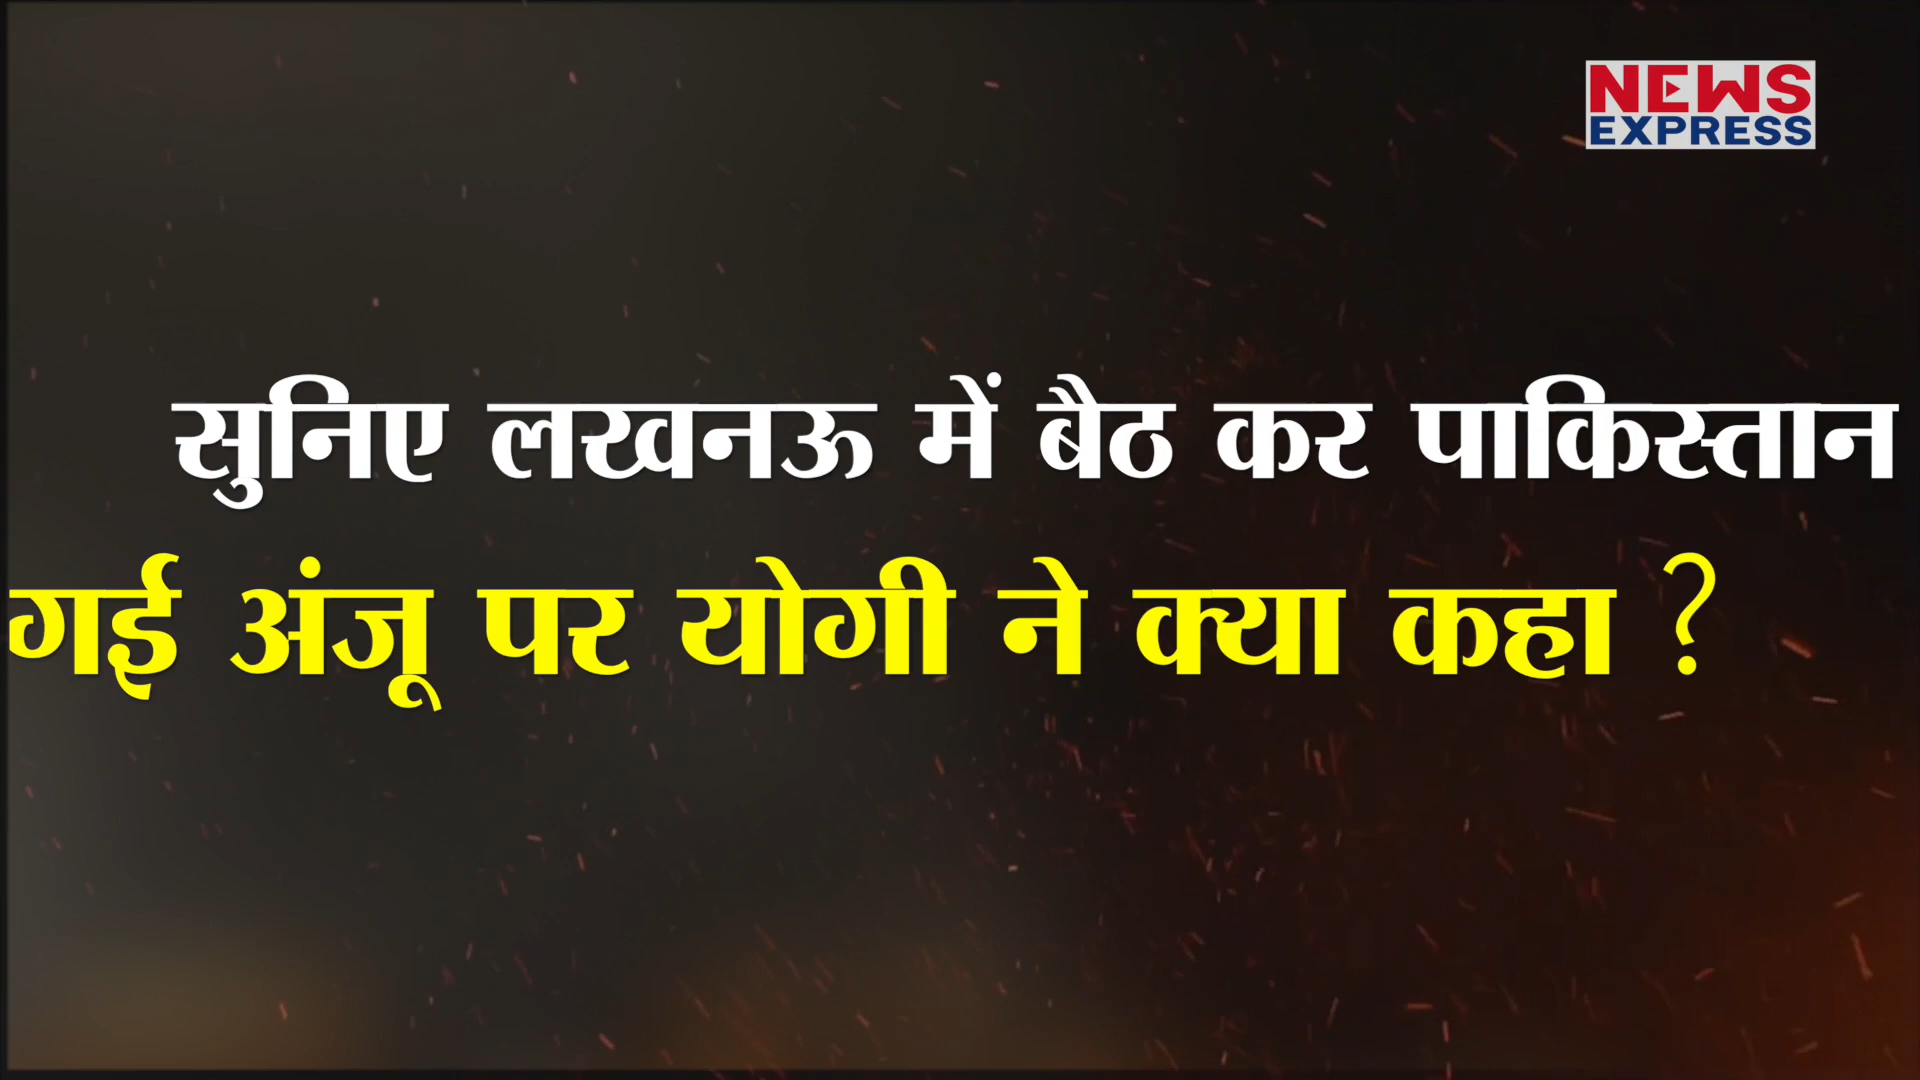 NEWS
EXPRESS
सुनिए लखनऊ में बैठ कर पाकिस्तान
गई अंजू पर योगी ने क्या कहा ?